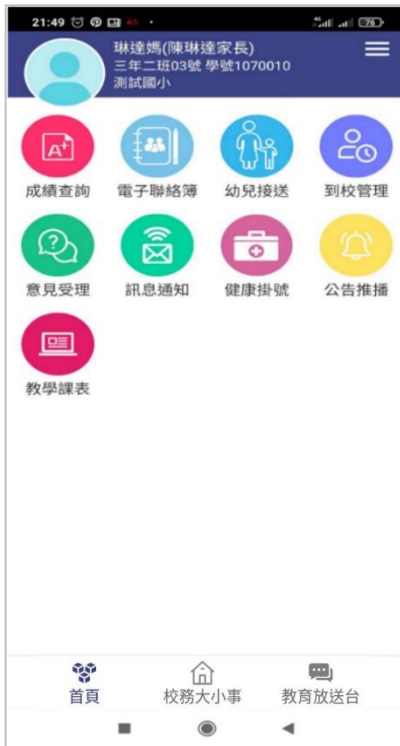 21:49
76
琳達媽(陳琳達家長)
三年二班03號 學號1070010
測試國小
A+
成績查詢 電子聯絡簿 幼兒接送 到校管理
意見受理 訊息通知 健康掛號 公告推播
教學課表
首頁 校務大小事 教育放送台